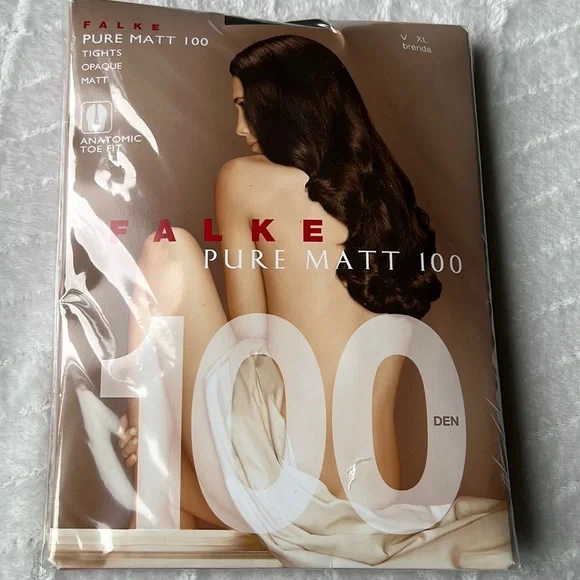 FALKE
PURE MATT 100
TIGHTS
OPAQUE
MATT
V XL
brenda
ANATOMIC
TOE FIT
FALKE
PURE MATT 100
100
DEN